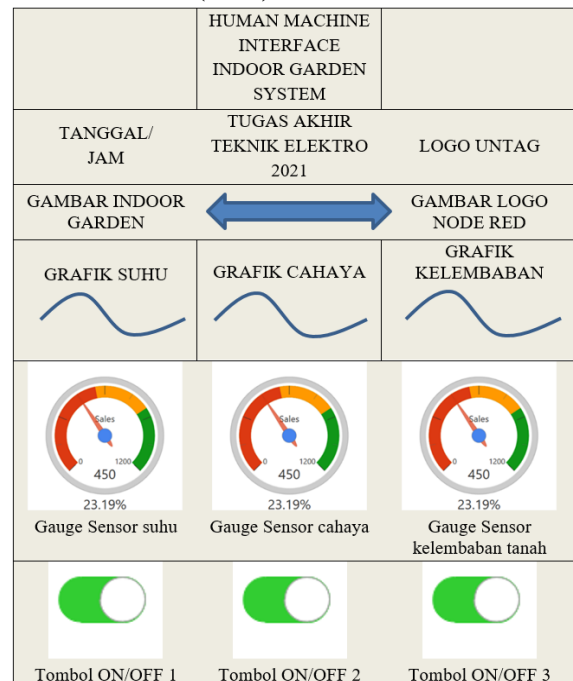 HUMAN MACHINE
INTERFACE
INDOOR GARDEN
SYSTEM
TANGGAL/
JAM
TUGAS AKHIR
TEKNIK ELEKTRO
2021
LOGO UNTAG
GAMBAR INDOOR
GARDEN
GAMBAR LOGO
NODE RED
GRAFIK SUHU
GRAFIK CAHAYA
GRAFIK
KELEMBABAN
Sales
0
1200
450
23.19%
Gauge Sensor suhu
Sales
0
1200
450
23.19%
Gauge Sensor cahaya
Sales
0
1200
450
23.19%
Gauge Sensor
kelembaban tanah
Tombol ON/OFF 1
Tombol ON/OFF 2
Tombol ON/OFF 3